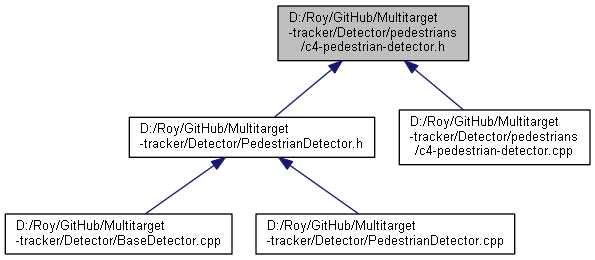 D:/Roy/GitHub/Multitarget
-tracker/Detector/pedestrians
/c4-pedestrian-detector.h
D:/Roy/GitHub/Multitarget
-tracker/Detector/PedestrianDetector.h
D:/Roy/GitHub/Multitarget
-tracker/Detector/pedestrians
/c4-pedestrian-detector.cpp
D:/Roy/GitHub/Multitarget
-tracker/Detector/BaseDetector.cpp
D:/Roy/GitHub/Multitarget
-tracker/Detector/PedestrianDetector.cpp